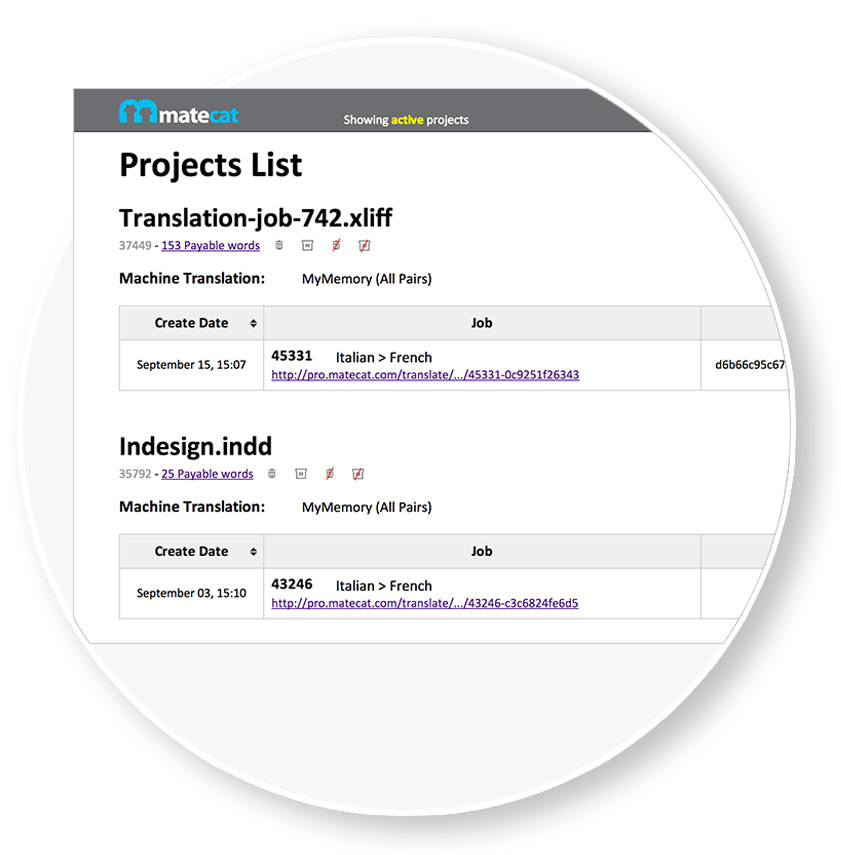 matecat
Showing active projects
Projects List
Translation-job-742.xliff
37449 - 153 Payable words
Machine Translation: MyMemory (All Pairs)
Create Date Job
September 15, 15:07 45331 Italian > French
http://pro.matecat.com/translate/.../45331-0c9251f26343
d6b66c95c67
Indesign.indd
35792 - 25 Payable words
Machine Translation: MyMemory (All Pairs)
Create Date Job
September 03, 15:10 43246 Italian > French
http://pro.matecat.com/translate/.../43246-c3c6824fe6d5